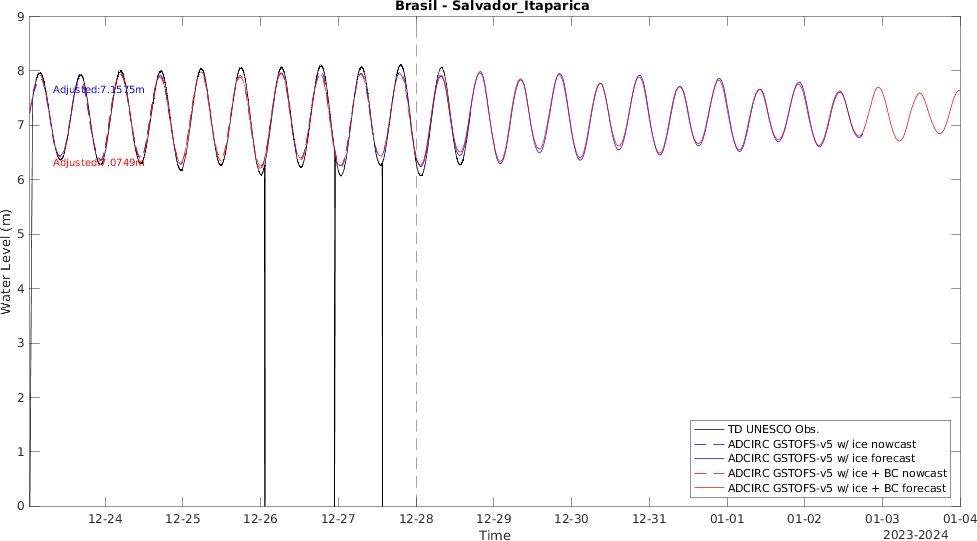 Brasil - Salvador_Itaparica
9
8
7
6
5
4
3
2
1
0
Water Level (m)
Adjusted:7.1575m
Adjusted:7.0749m
TD UNESCO Obs.
ADCIRC GSTOFS-v5 w/ ice nowcast
ADCIRC GSTOFS-v5 w/ ice forecast
ADCIRC GSTOFS-v5 w/ ice + BC nowcast
ADCIRC GSTOFS-v5 w/ ice + BC forecast
12-24 12-25 12-26 12-27 12-28 12-29 12-30 12-31 01-01 01-02 01-03 01-04
Time
2023-2024